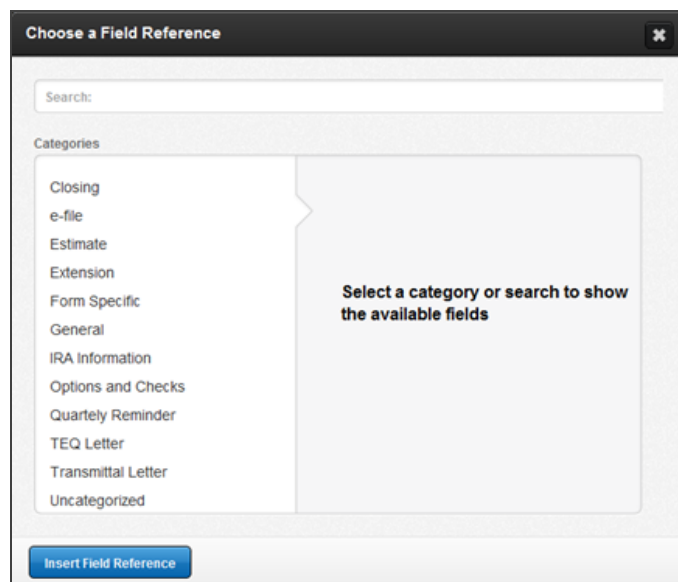 Choose a Field Reference
Search:
Categories
Closing
e-file
Estimate
Extension
Form Specific
General
IRA Information
Options and Checks
Quartely Reminder
TEQ Letter
Transmittal Letter
Uncategorized
Select a category or search to show
the available fields
Insert Field Reference